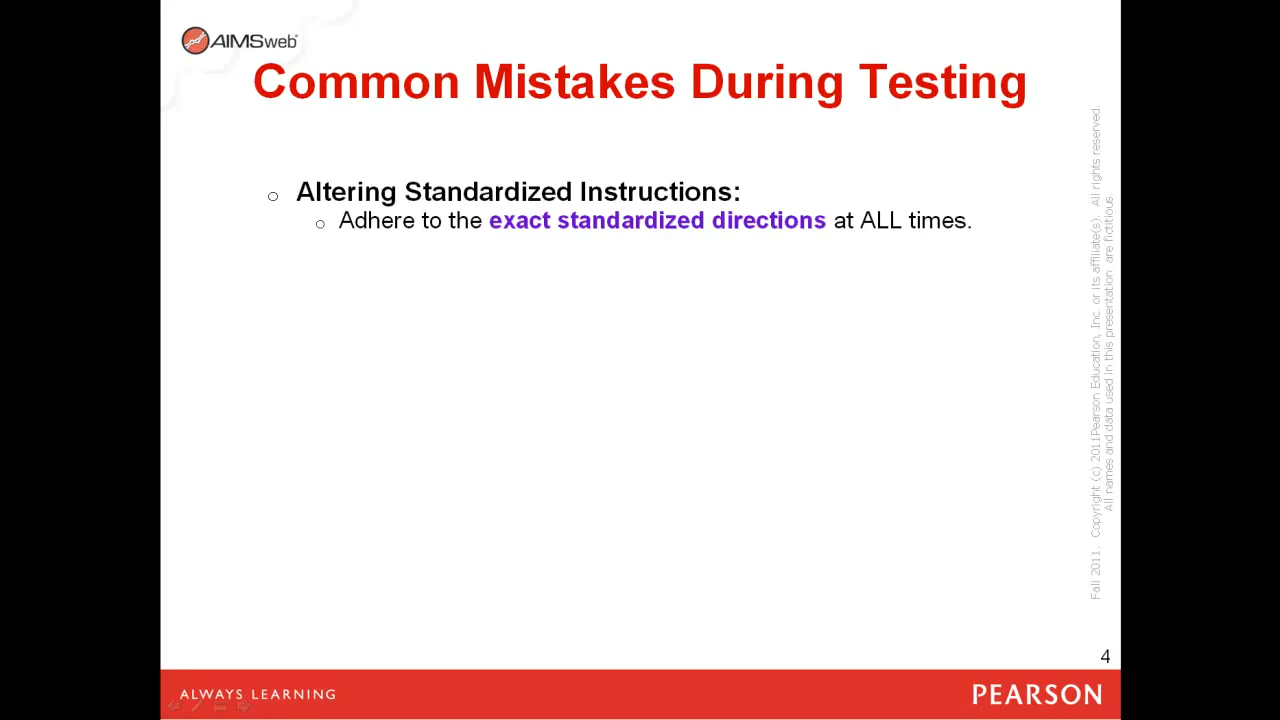 AIMSweb
Common Mistakes During Testing
Altering Standardized Instructions:
Adhere to the exact standardized directions at ALL times.
Fall 2011. Copyright (c) 2011Pearson Education, Inc. or its affiliate(s). All rights reserved.
All names and data used in this presentation are fictitious.
4
ALWAYS LEARNING
PEARSON